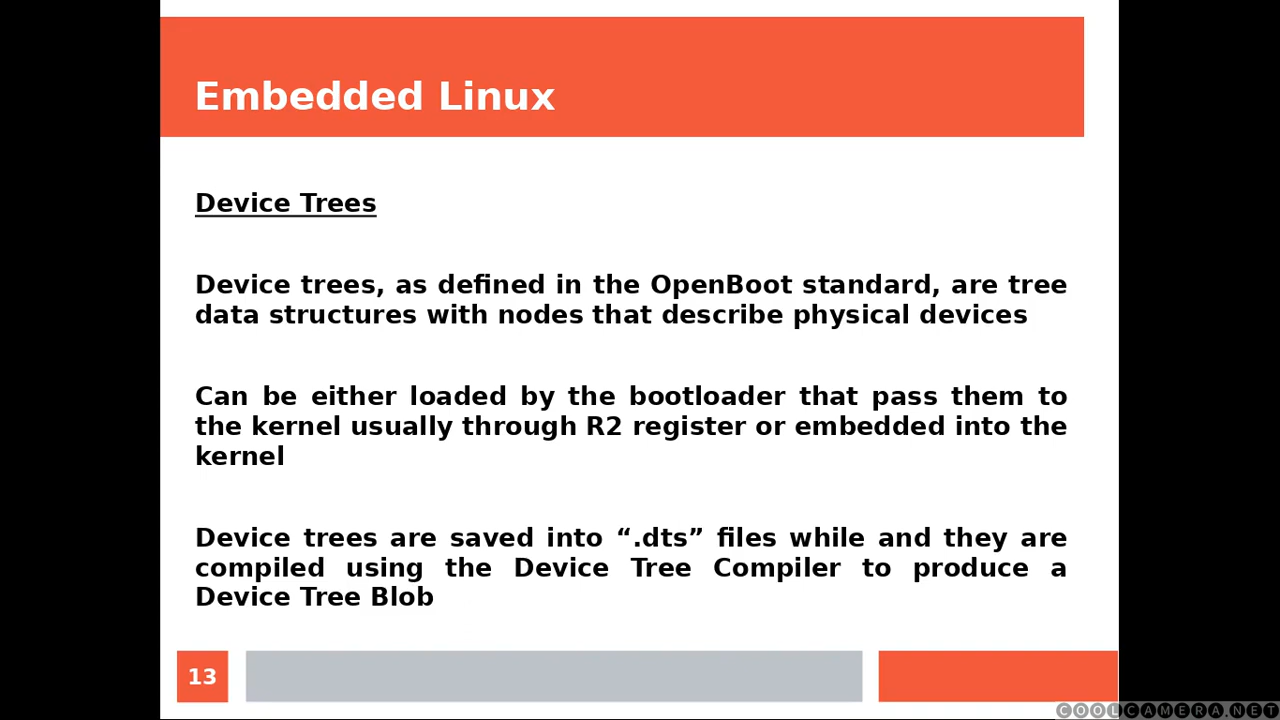 Embedded Linux
Device Trees
Device trees, as defined in the OpenBoot standard, are tree
data structures with nodes that describe physical devices
Can be either loaded by the bootloader that pass them to
the kernel usually through R2 register or embedded into the
kernel
Device trees are saved into “.dts” files while and they are
compiled using the Device Tree Compiler to produce a
Device Tree Blob
13
COOLCAMERA.NET